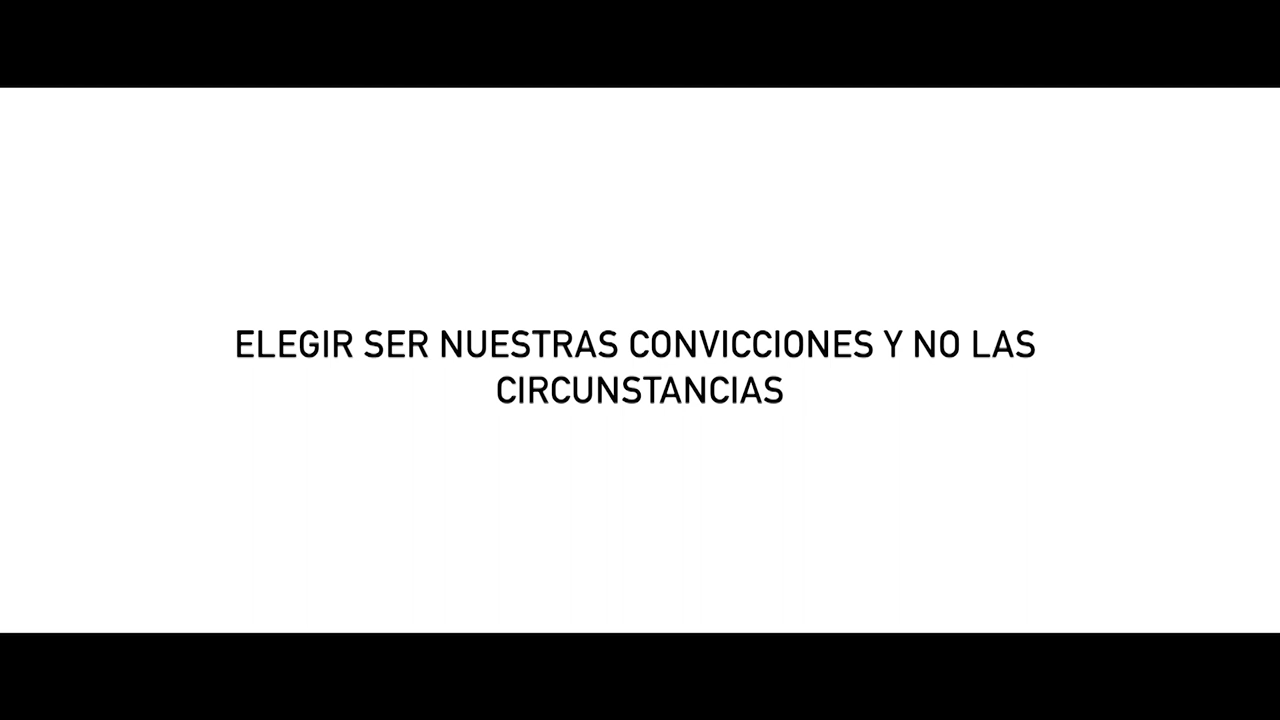 ELEGIR SER NUESTRAS CONVICCIONES Y NO LAS
CIRCUNSTANCIAS